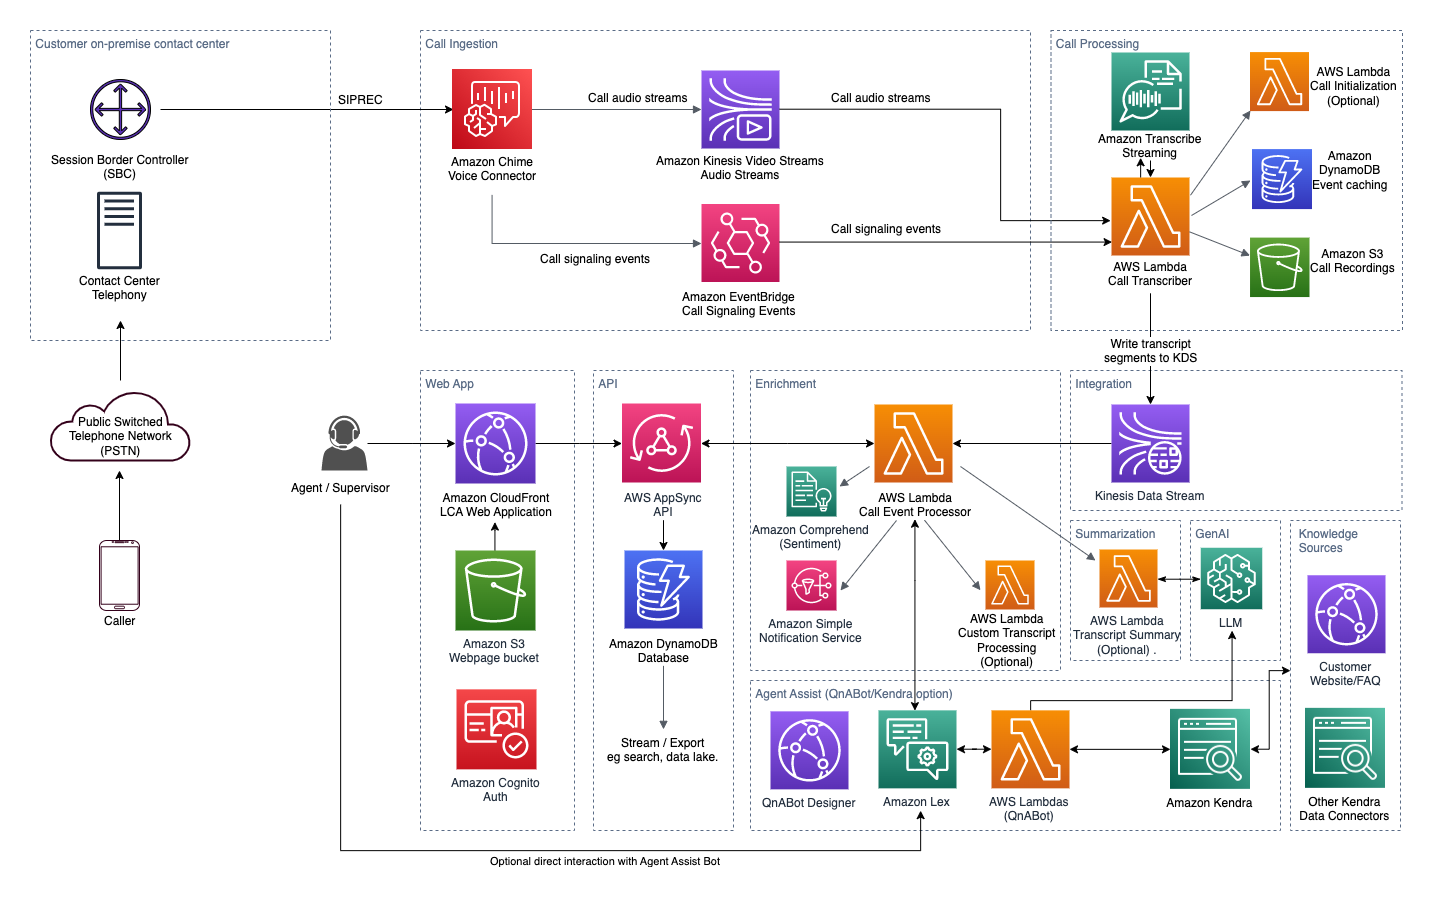 Customer on-premise contact center
Session Border Controller
(SBC)
Contact Center
Telephony
Public Switched
Telephone Network
(PSTN)
Caller
SIPREC
Call Ingestion
Amazon Chime
Voice Connector
Call audio streams
Amazon Kinesis Video Streams
Audio Streams
Call audio streams
Call signaling events
Amazon EventBridge
Call Signaling Events
Call signaling events
Call Processing
Amazon Transcribe
Streaming
AWS Lambda
Call Transcriber
AWS Lambda
Call Initialization
(Optional)
Amazon
DynamoDB
Event caching
Amazon S3
Call Recordings
Write transcript
segments to KDS
Agent / Supervisor
Web App
Amazon CloudFront
LCA Web Application
Amazon S3
Webpage bucket
Amazon Cognito
Auth
API
AWS AppSync
API
Amazon DynamoDB
Database
Stream / Export
eg search, data lake.
Enrichment
AWS Lambda
Call Event Processor
Amazon Comprehend
(Sentiment)
Amazon Simple
Notification Service
AWS Lambda
Custom Transcript
Processing
(Optional)
Integration
Kinesis Data Stream
Summarization
AWS Lambda
Transcript Summary
(Optional) .
GenAI
LLM
Knowledge
Sources
Customer
Website/FAQ
Other Kendra
Data Connectors
Agent Assist (QnABot/Kendra option)
QnABot Designer
Amazon Lex
AWS Lambdas
(QnABot)
Amazon Kendra
Optional direct interaction with Agent Assist Bot